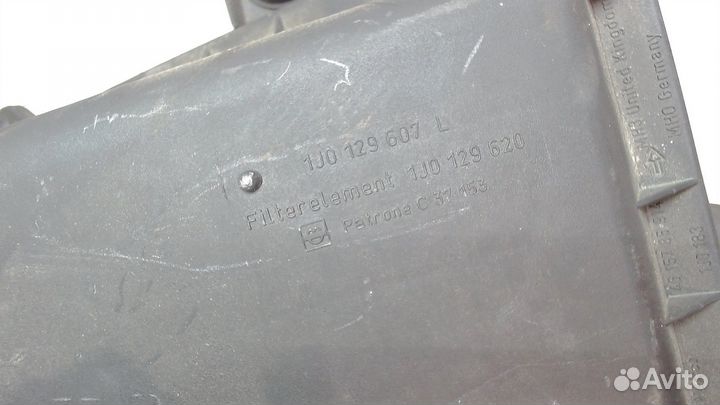 1J0 129 607 L
Filterelement 1J0 129 620
Patrone C 37 153
United Kingdom
MHO Germany
Avito